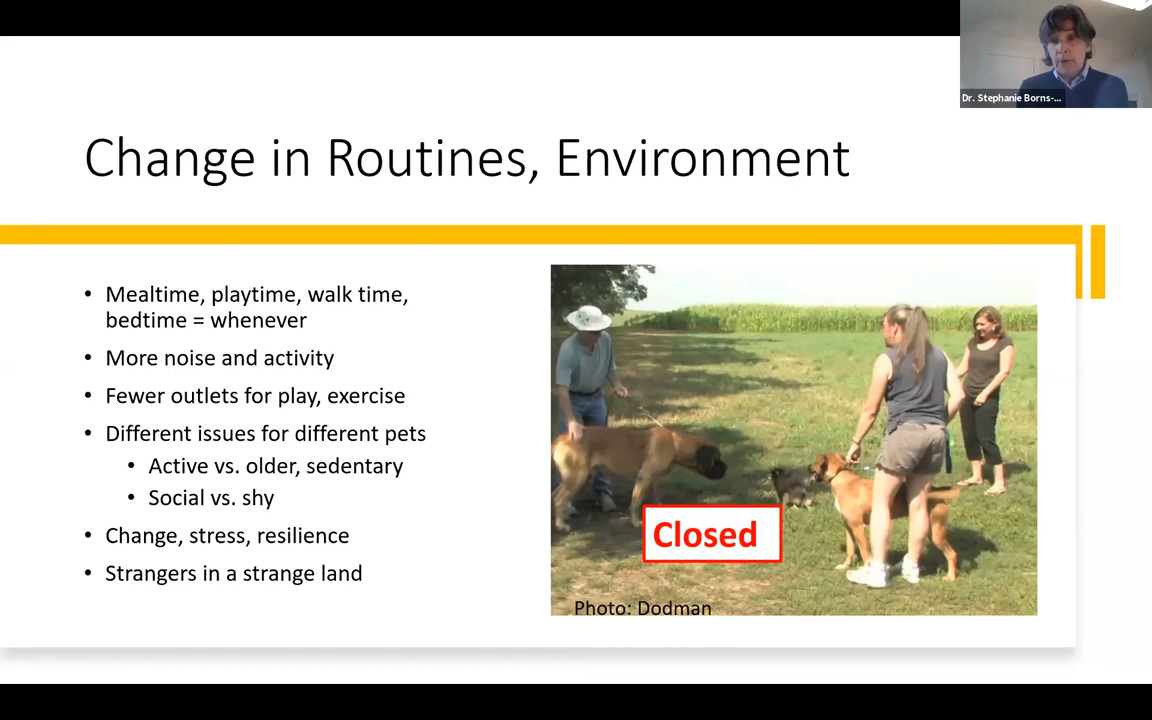 Dr. Stephanie Borns-...
Change in Routines, Environment
• Mealtime, playtime, walk time,
bedtime = whenever
• More noise and activity
• Fewer outlets for play, exercise
• Different issues for different pets
• Active vs. older, sedentary
• Social vs. shy
• Change, stress, resilience
• Strangers in a strange land
Closed
Photo: Dodman